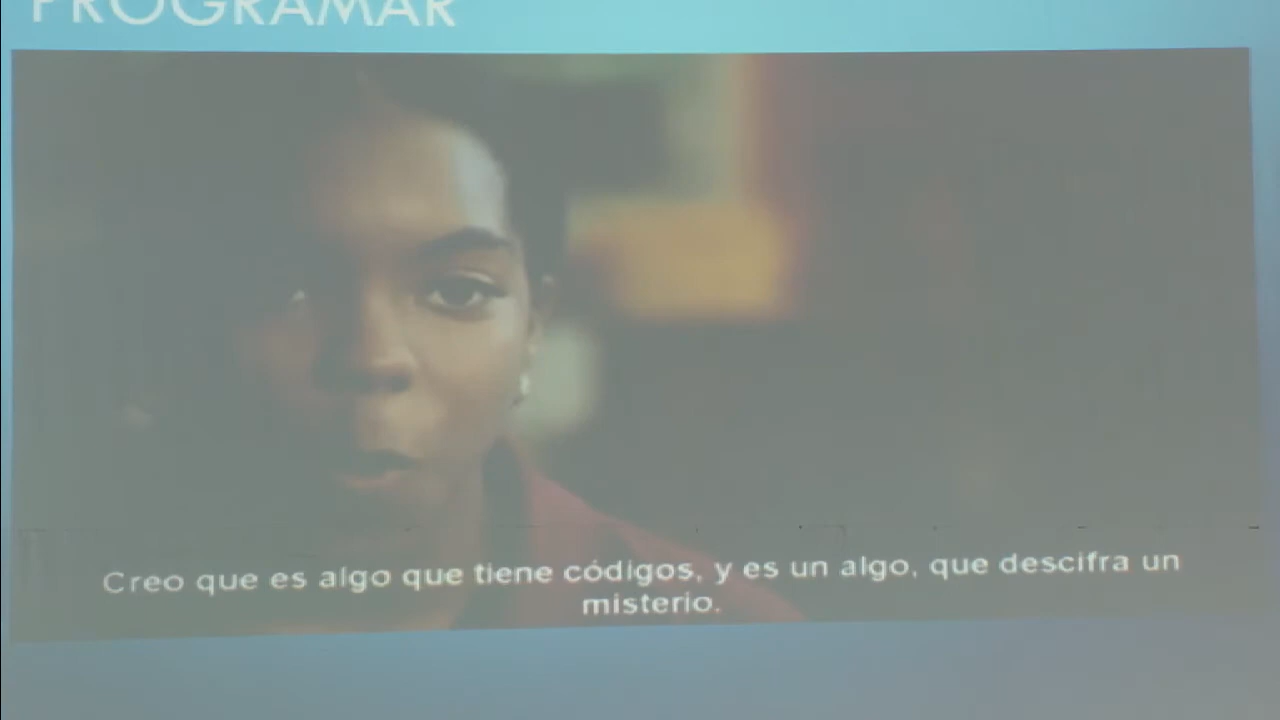 PROGRAMAR
Creo que es algo que tiene códigos, y es un algo, que descifra un
misterio.